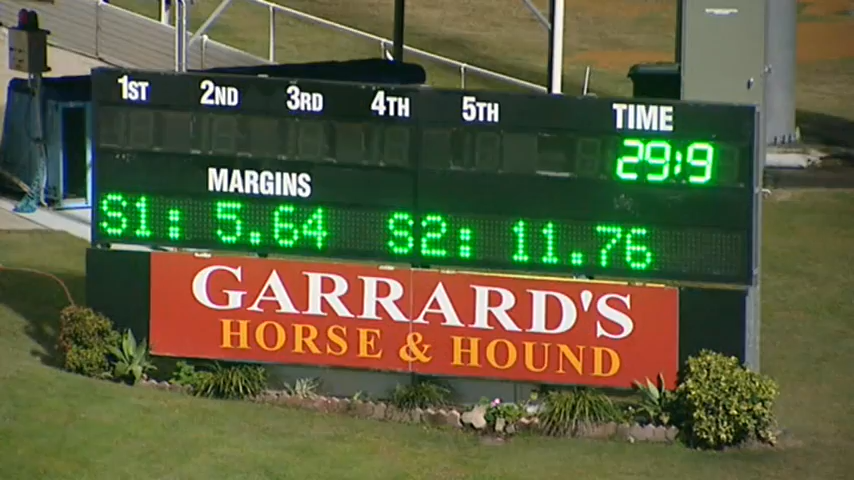 1ST 2ND 3RD 4TH 5TH TIME
29:9
MARGINS
S1: 5.64 S2: 11.76
GARRARD'S
HORSE & HOUND